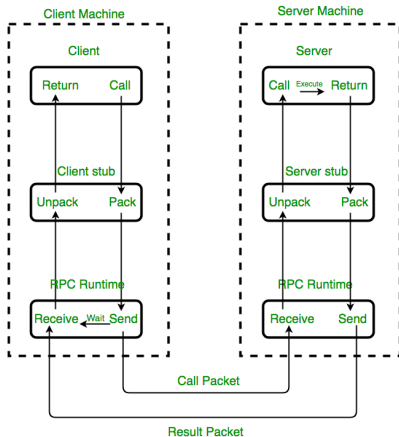 Client Machine
Server Machine
Client
Server
Return Call
Call Execute Return
Client stub
Server stub
Unpack Pack
Unpack Pack
RPC Runtime
RPC Runtime
Receive Wait Send
Receive Send
Call Packet
Result Packet